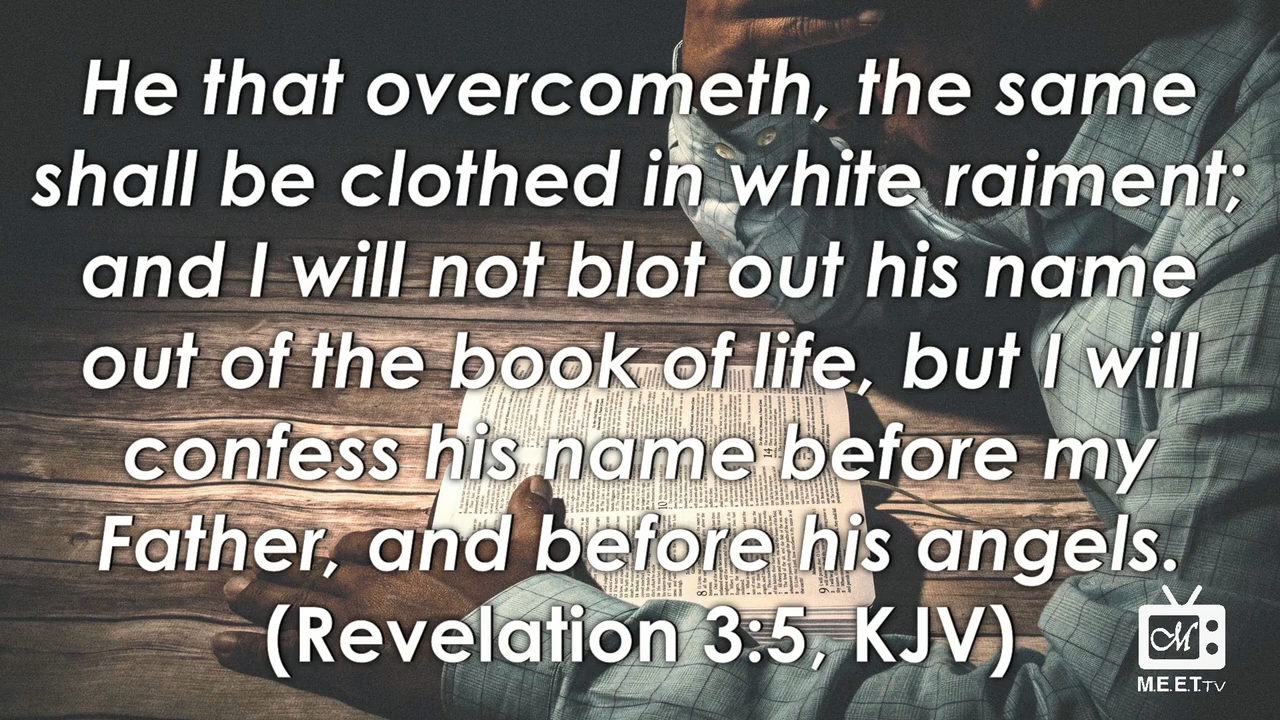 He that overcometh, the same
shall be clothed in white raiment;
and I will not blot out his name
out of the book of life, but I will
confess his name before my
Father, and before his angels.
(Revelation 3:5, KJV)
M
M.E.E.T.TV